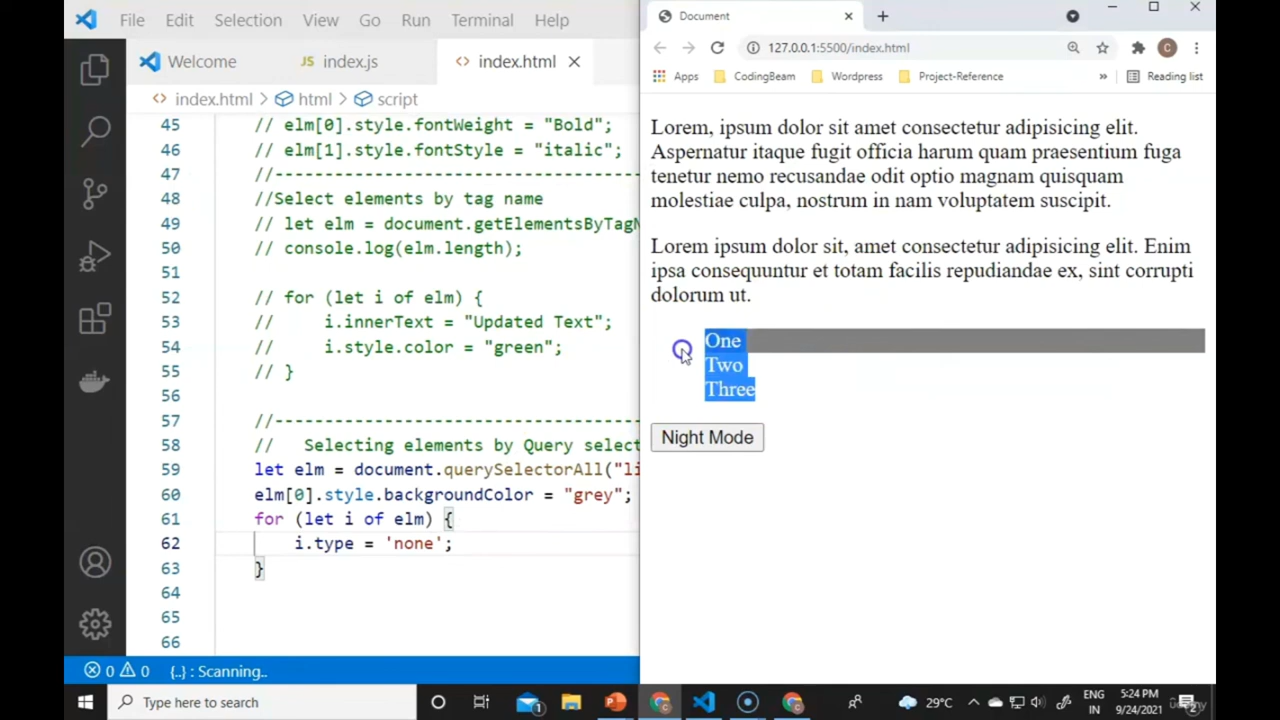 File Edit Selection View Go Run Terminal Help
Welcome JS index.js <> index.html
<> index.html > html > script
45 // elm[0].style.fontWeight = "Bold";
46 // elm[1].style.fontStyle = "italic";
47 //-------------------------------------
48 //Select elements by tag name
49 // let elm = document.getElementsByTagN
50 // console.log(elm.length);
51
52 // for (let i of elm) {
53 // i.innerText = "Updated Text";
54 // i.style.color = "green";
55 // }
56
57 //-------------------------------------
58 // Selecting elements by Query select
59 let elm = document.querySelectorAll("li
60 elm[0].style.backgroundColor = "grey";
61 for (let i of elm) {
62 i.type = 'none';
63 }
64
65
66
0 0 {..} : Scanning..
Document
127.0.0.1:5500/index.html
C
Apps CodingBeam Wordpress Project-Reference » Reading list
Lorem, ipsum dolor sit amet consectetur adipisicing elit.
Aspernatur itaque fugit officia harum quam praesentium fuga
tenetur nemo recusandae odit optio magnam quisquam
molestiae culpa, nostrum in nam voluptatem suscipit.
Lorem ipsum dolor sit, amet consectetur adipisicing elit. Enim
ipsa consequuntur et totam facilis repudiandae ex, sint corrupti
dolorum ut.
One
Two
Three
Night Mode
Type here to search
1
29°C
ENG
IN
5:24 PM
9/24/2021
2
Udemy